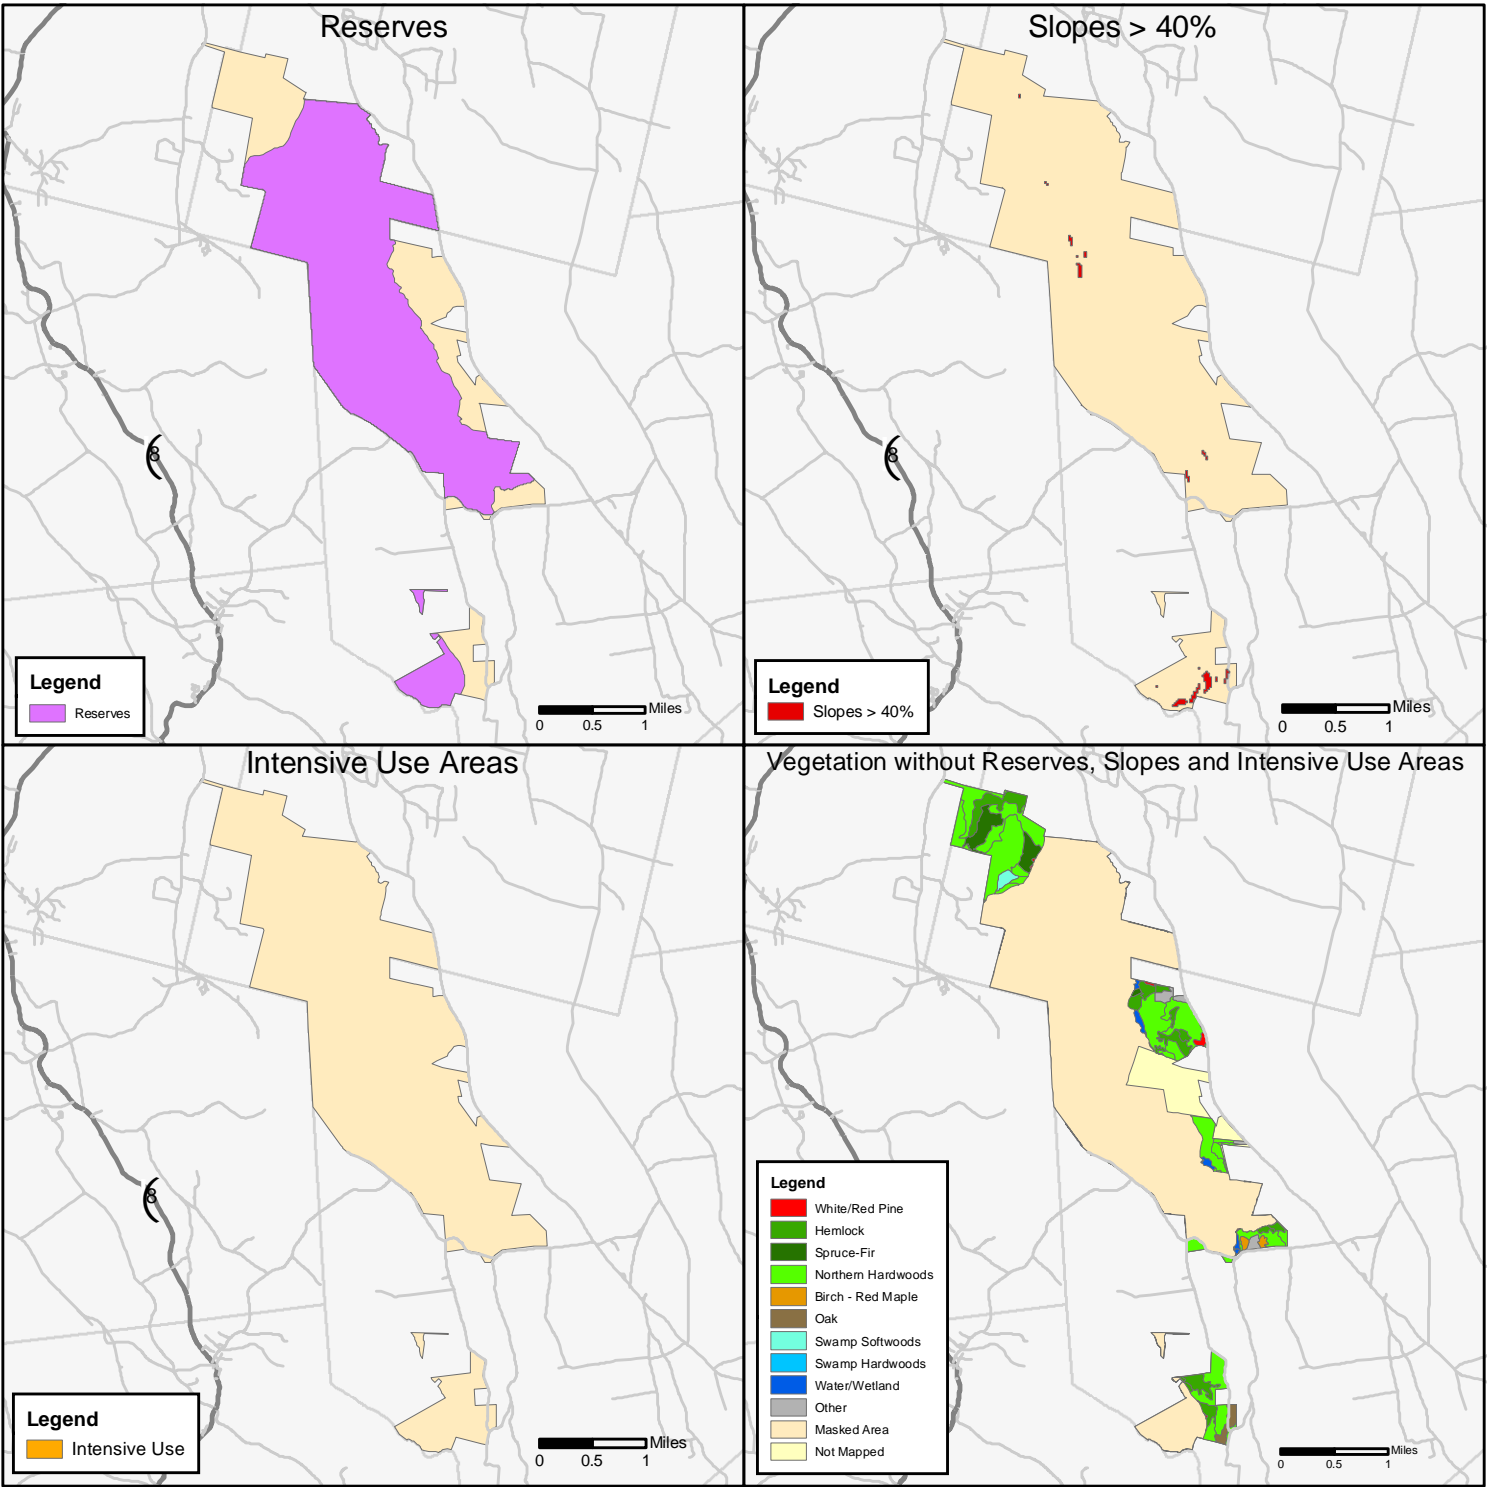 Reserves
8
Legend
Reserves
Miles
0 0.5 1
Slopes > 40%
8
Legend
Slopes > 40%
Miles
0 0.5 1
Intensive Use Areas
8
Legend
Intensive Use
Miles
0 0.5 1
Vegetation without Reserves, Slopes and Intensive Use Areas
Legend
White/Red Pine
Hemlock
Spruce-Fir
Northern Hardwoods
Birch - Red Maple
Oak
Swamp Softwoods
Swamp Hardwoods
Water/Wetland
Other
Masked Area
Not Mapped
Miles
0 0.5 1